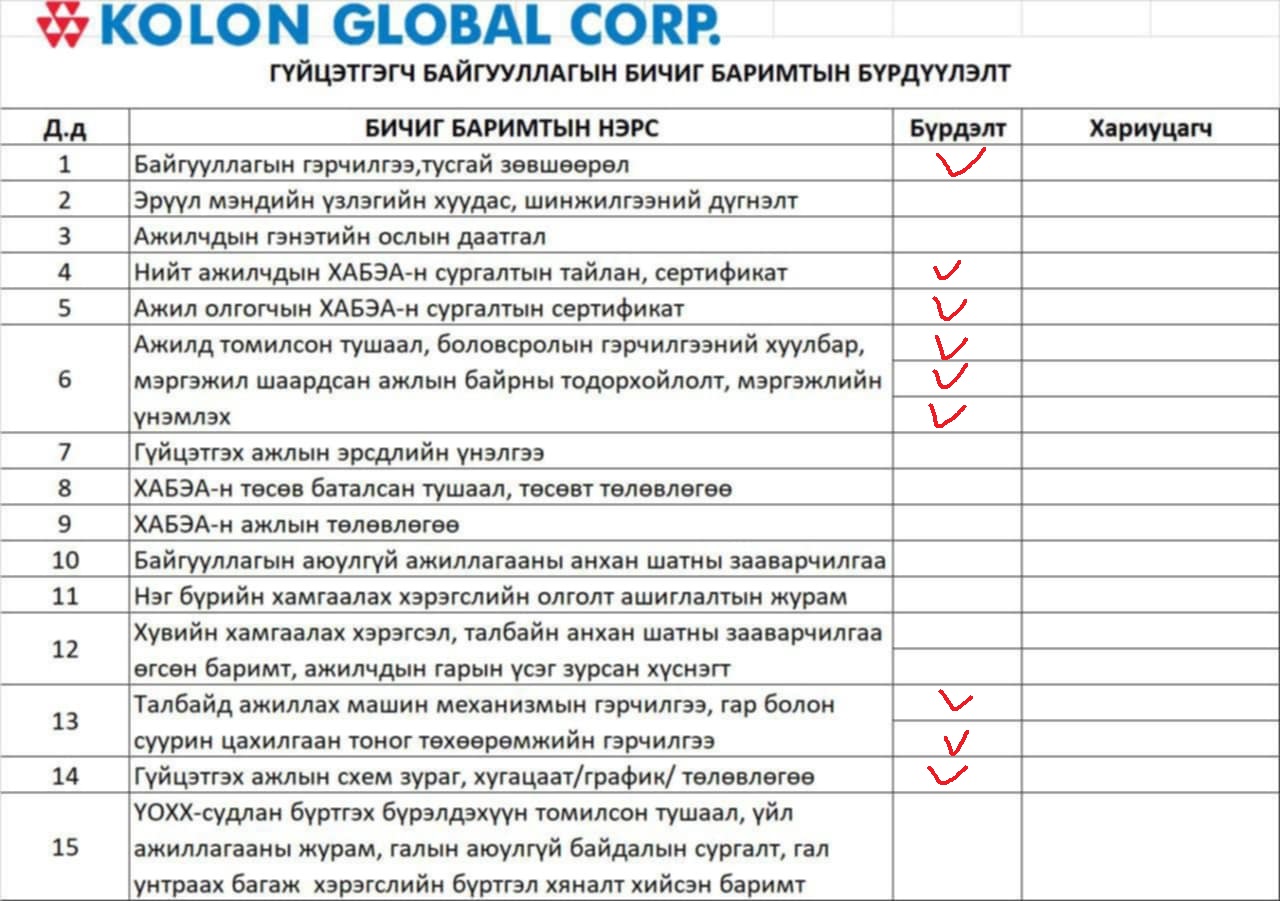 KOLON GLOBAL CORP.
ГҮЙЦЭТГЭГЧ БАЙГУУЛЛАГЫН БИЧИГ БАРИМТЫН БҮРДҮҮЛЭЛТ
Д.д БИЧИГ БАРИМТЫН НЭРС Бүрдэлт Хариуцагч
1 Байгууллагын гэрчилгээ,тусгай зөвшөөрөл
2 Эрүүл мэндийн үзлэгийн хуудас, шинжилгээний дүгнэлт
3 Ажилчдын гэнэтийн ослын даатгал
4 Нийт ажилчдын ХАБЭА-н сургалтын тайлан, сертификат
5 Ажил олгогчын ХАБЭА-н сургалтын сертификат
6 Ажилд томилсон тушаал, боловсролын гэрчилгээний хуулбар,
мэргэжил шаардсан ажлын байрны тодорхойлолт, мэргэжлийн
үнэмлэх
7 Гүйцэтгэх ажлын эрсдлийн үнэлгээ
8 ХАБЭА-н төсөв баталсан тушаал, төсөвт төлөвлөгөө
9 ХАБЭА-н ажлын төлөвлөгөө
10 Байгууллагын аюулгүй ажиллагааны анхан шатны зааварчилгаа
11 Нэг бүрийн хамгаалах хэрэгслийн олголт ашиглалтын журам
12 Хувийн хамгаалах хэрэгсэл, талбайн анхан шатны зааварчилгаа
өгсөн баримт, ажилчдын гарын үсэг зурсан хүснэгт
13 Талбайд ажиллах машин механизмын гэрчилгээ, гар болон
суурин цахилгаан тоног төхөөрөмжийн гэрчилгээ
14 Гүйцэтгэх ажлын схем зураг, хугацаат/график/ төлөвлөгөө
15 ҮОХХ-судлан бүртгэх бүрэлдэхүүн томилсон тушаал, үйл
ажиллагааны журам, галын аюулгүй байдалын сургалт, гал
унтраах багаж хэрэгслийн бүртгэл хяналт хийсэн баримт